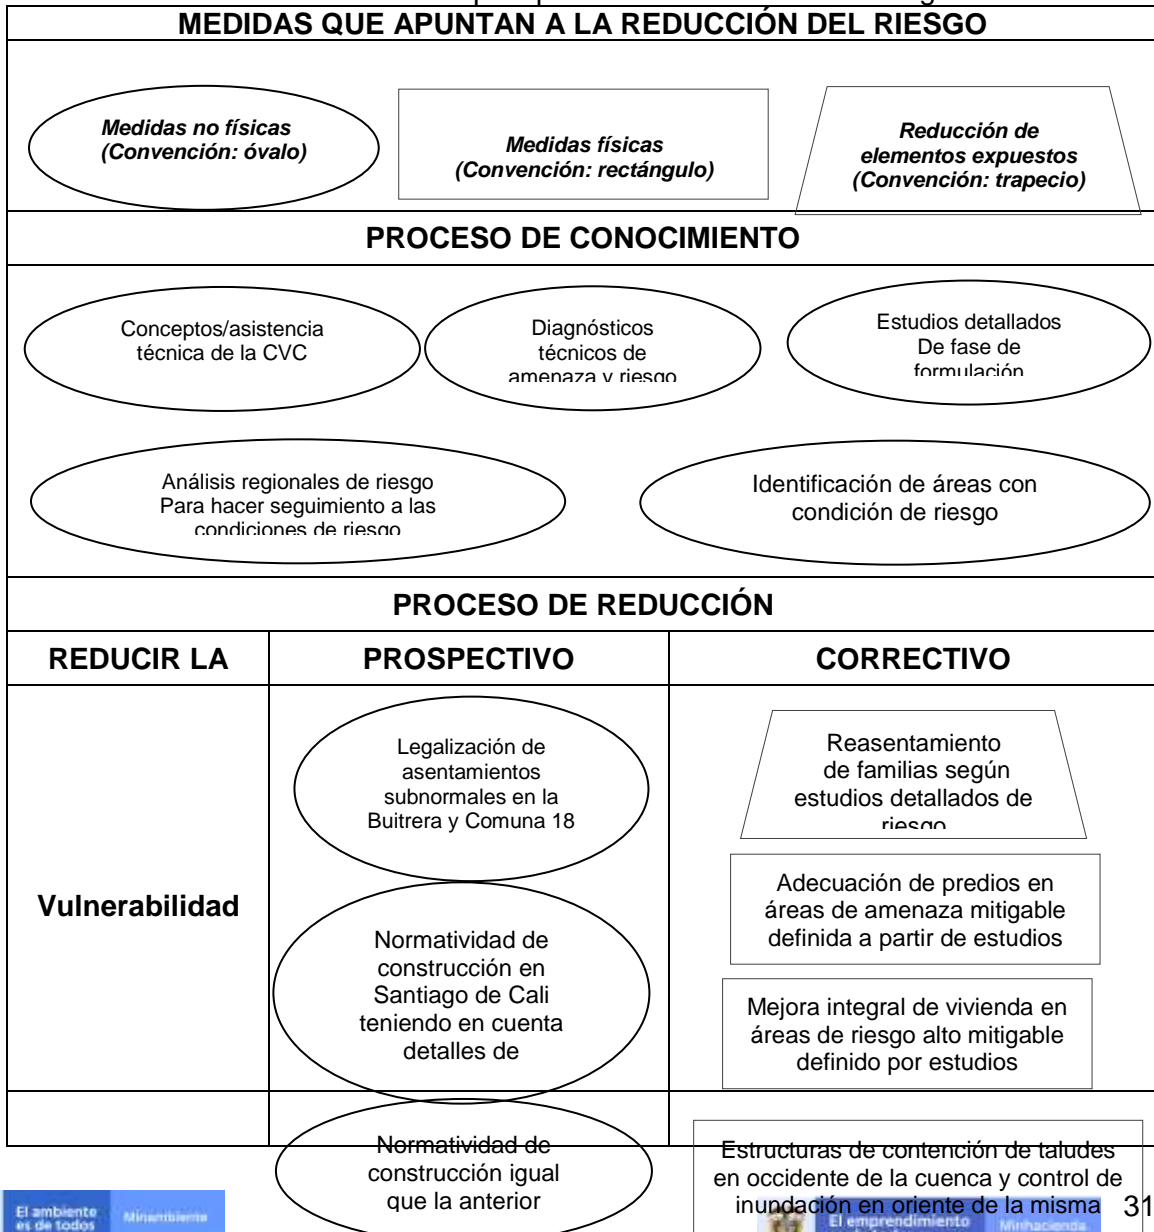 MEDIDAS QUE APUNTAN A LA REDUCCIÓN DEL RIESGO
Medidas no físicas
(Convención: óvalo)
Medidas físicas
(Convención: rectángulo)
Reducción de
elementos expuestos
(Convención: trapecio)
PROCESO DE CONOCIMIENTO
Conceptos/asistencia
técnica de la CVC
Diagnósticos
técnicos de
amenaza y riesgo
Estudios detallados
De fase de
formulación
Análisis regionales de riesgo
Para hacer seguimiento a las
condiciones de riesgo
Identificación de áreas con
condición de riesgo
PROCESO DE REDUCCIÓN
REDUCIR LA
PROSPECTIVO
CORRECTIVO
Vulnerabilidad
Legalización de
asentamientos
subnormales en la
Buitrera y Comuna 18
Normatividad de
construcción en
Santiago de Cali
teniendo en cuenta
detalles de
Reasentamiento
de familias según
estudios detallados de
riesgo
Adecuación de predios en
áreas de amenaza mitigable
definida a partir de estudios
Mejora integral de vivienda en
áreas de riesgo alto mitigable
definido por estudios
Normatividad de
construcción igual
que la anterior
Estructuras de contención de taludes
en occidente de la cuenca y control de
inundación en oriente de la misma
31
El ambiente
es de todos
Minambiente
El emprendimiento
Minhacienda